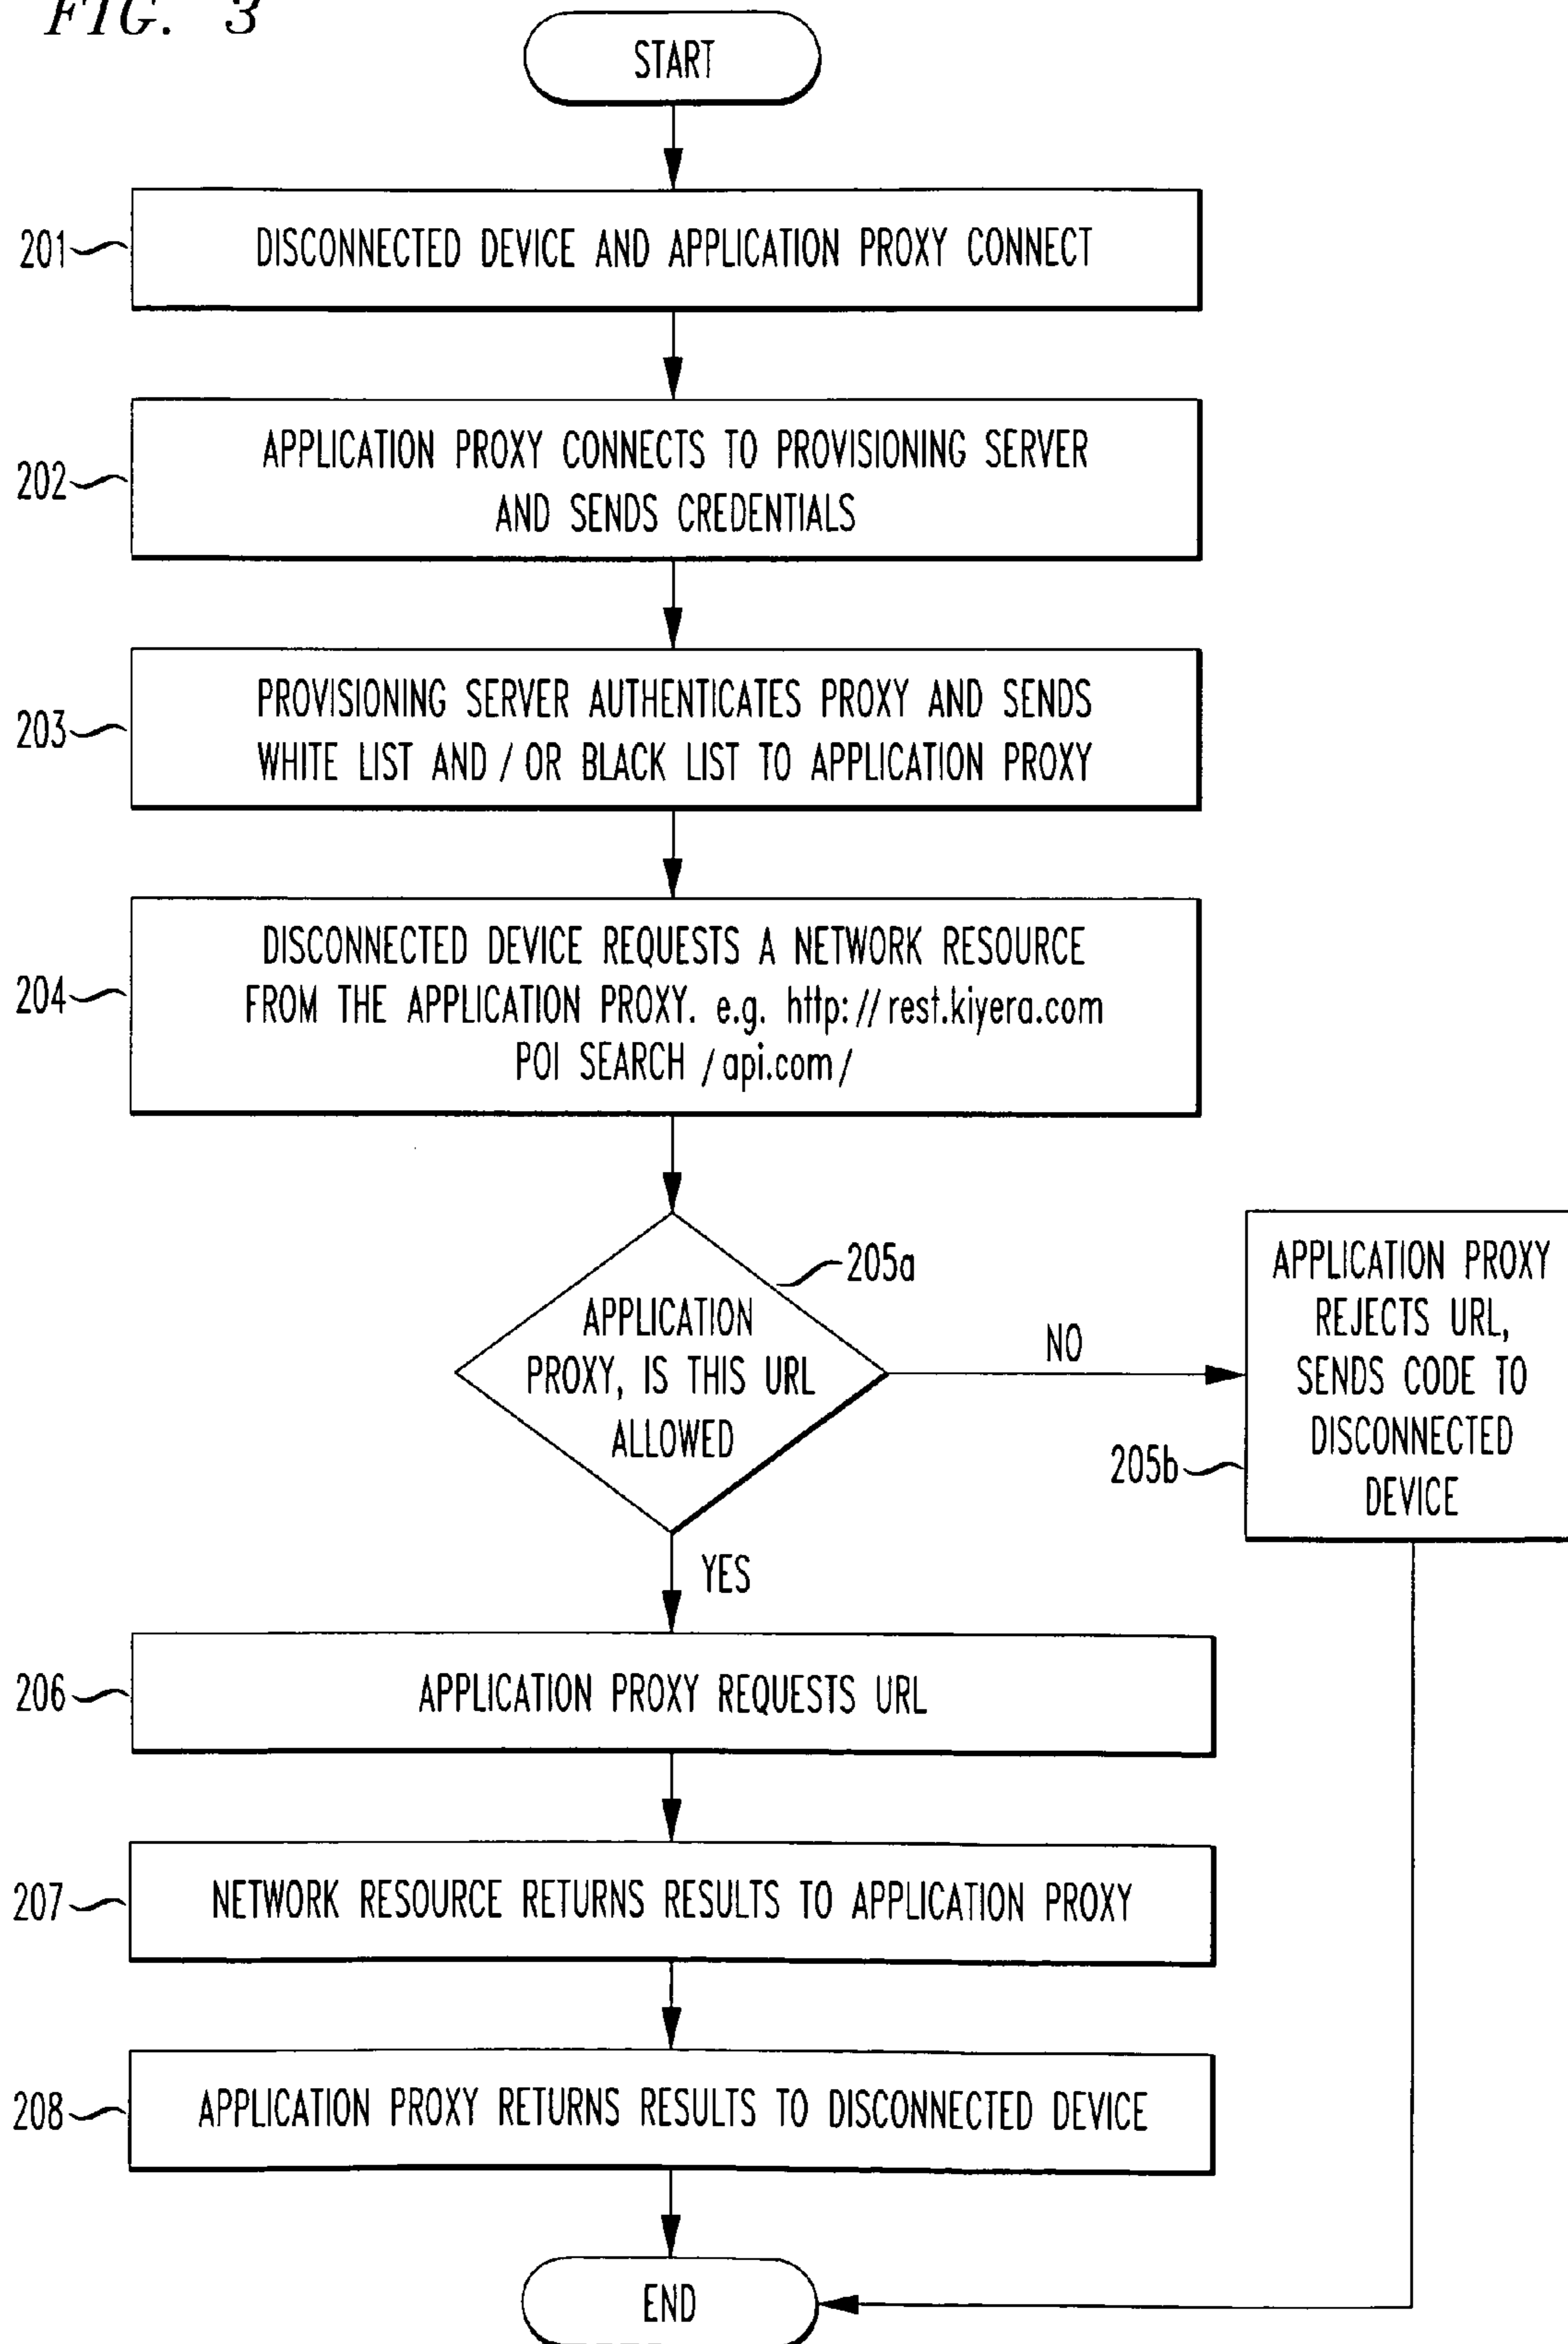 FIG. 3
START
201
DISCONNECTED DEVICE AND APPLICATION PROXY CONNECT
202
APPLICATION PROXY CONNECTS TO PROVISIONING SERVER
AND SENDS CREDENTIALS
203
PROVISIONING SERVER AUTHENTICATES PROXY AND SENDS
WHITE LIST AND / OR BLACK LIST TO APPLICATION PROXY
204
DISCONNECTED DEVICE REQUESTS A NETWORK RESOURCE
FROM THE APPLICATION PROXY. e.g. http://rest.kiyera.com
POI SEARCH /api.com/
205a
APPLICATION
PROXY, IS THIS URL
ALLOWED
NO
205b
APPLICATION PROXY
REJECTS URL,
SENDS CODE TO
DISCONNECTED
DEVICE
YES
206
APPLICATION PROXY REQUESTS URL
207
NETWORK RESOURCE RETURNS RESULTS TO APPLICATION PROXY
208
APPLICATION PROXY RETURNS RESULTS TO DISCONNECTED DEVICE
END